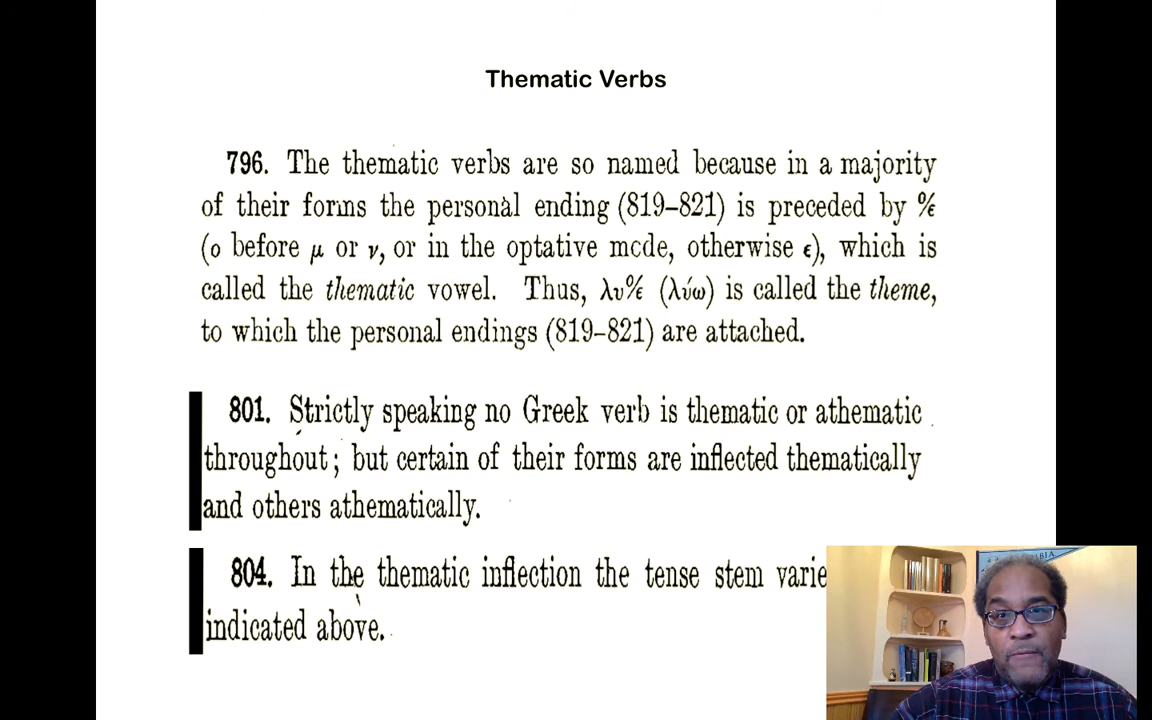 Thematic Verbs
796. The thematic verbs are so named because in a majority
of their forms the personal ending (819–821) is preceded by %ε
(ο before μ or ν, or in the optative mode, otherwise ε), which is
called the thematic vowel. Thus, λυ%ε (λύω) is called the theme,
to which the personal endings (819–821) are attached.
801. Strictly speaking no Greek verb is thematic or athematic
throughout; but certain of their forms are inflected thematically
and others athematically.
804. In the thematic inflection the tense stem varie
indicated above.